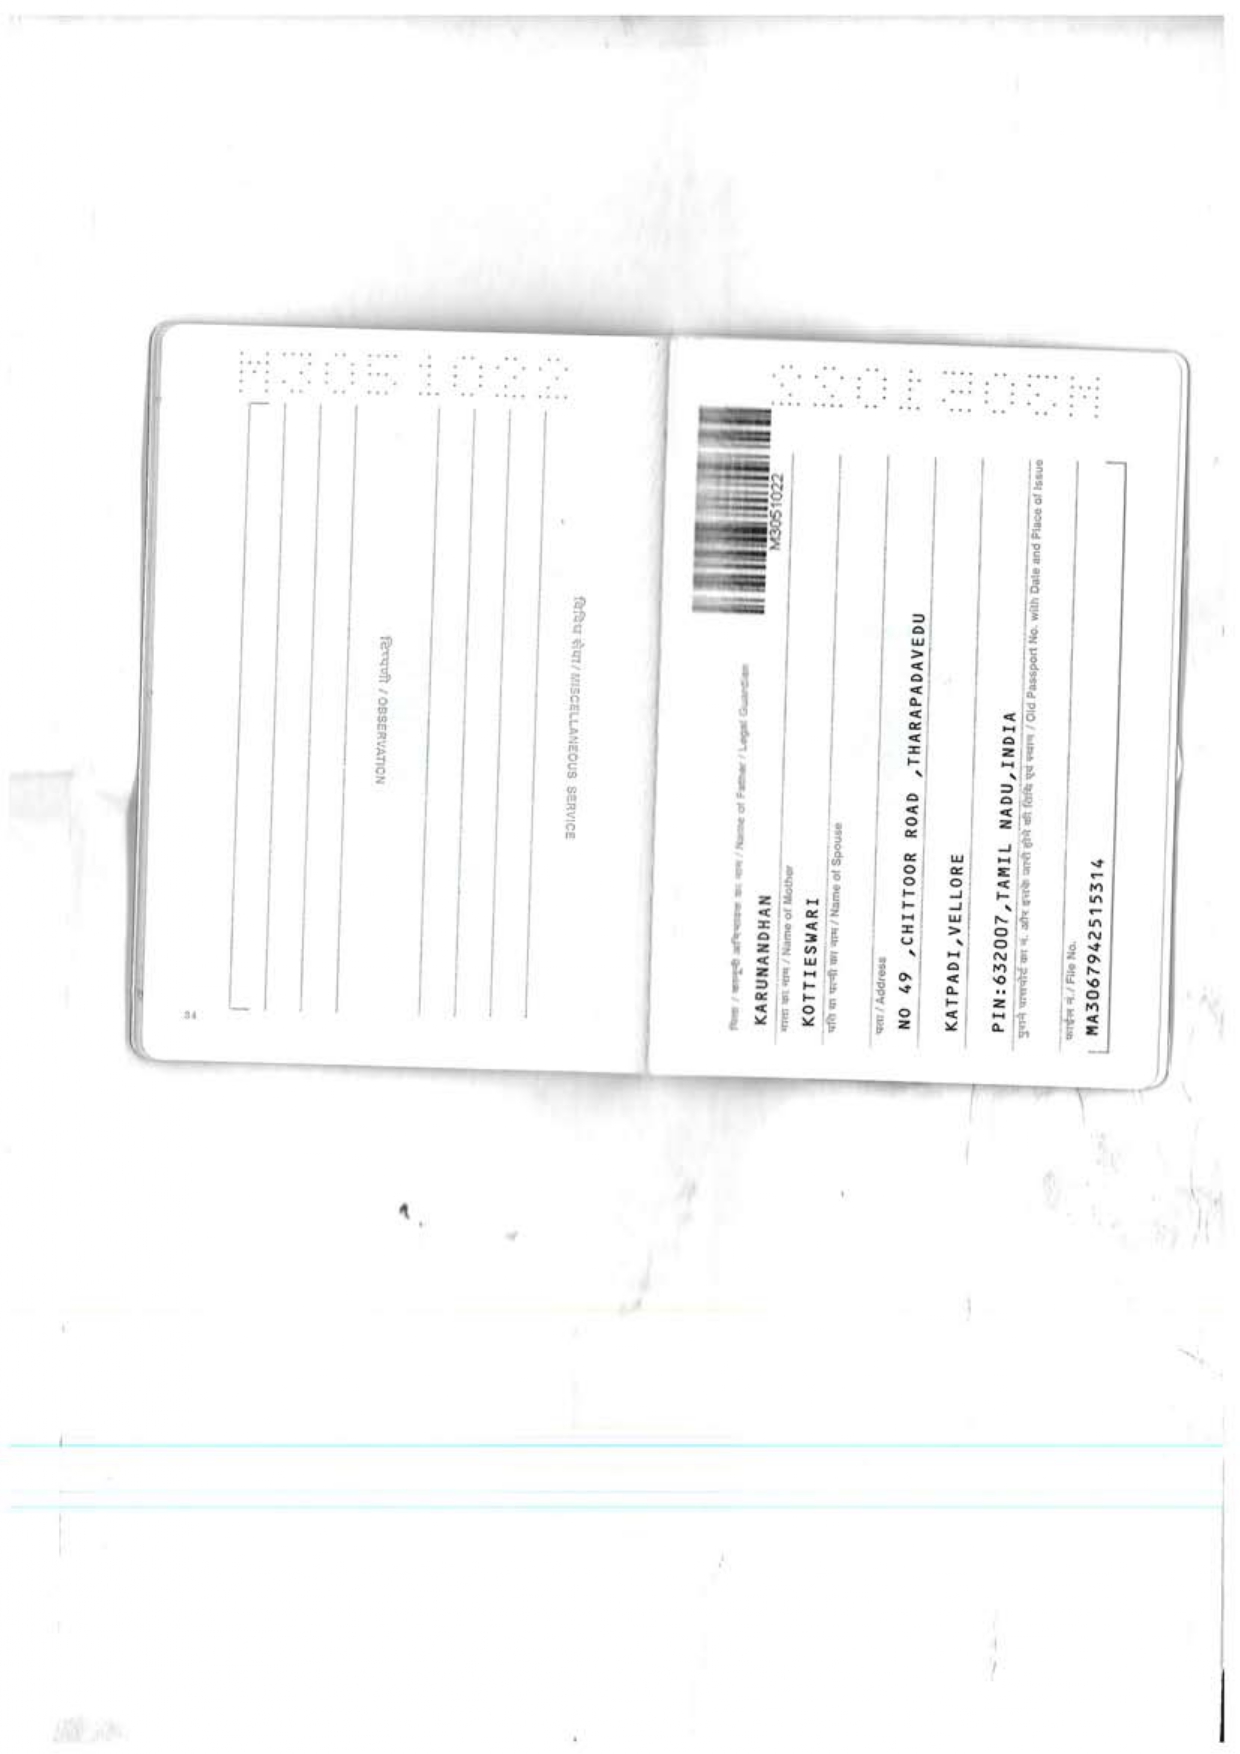 M3051022
34
टिप्पणी / OBSERVATION
विविध सेवा / MISCELLANEOUS SERVICE
M3051022
M3051022
पिता / कानूनी अभिभावक का नाम / Name of Father / Legal Guardian
KARUNANDHAN
माता का नाम / Name of Mother
KOTTIESWARI
पति या पत्नी का नाम / Name of Spouse
पता / Address
NO 49 ,CHITTOOR ROAD ,THARAPADAVEDU
KATPADI,VELLORE
PIN:632007,TAMIL NADU,INDIA
पुराने पासपोर्ट का नं. और इसके जारी होने की तिथि एवं स्थान / Old Passport No. with Date and Place of Issue
फाईल नं./ File No.
MA3067942515314